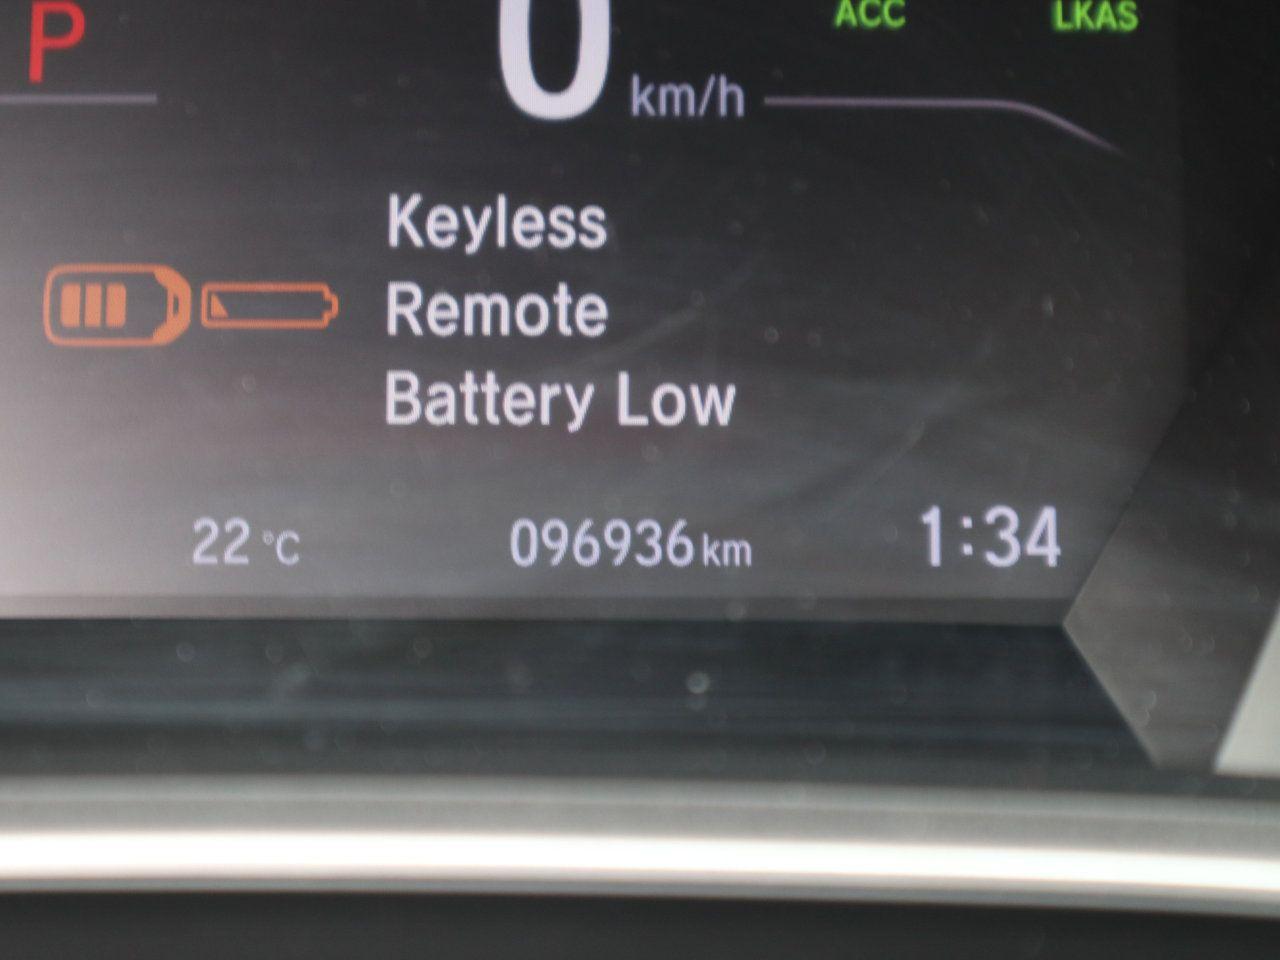 P
0 km/h
ACC LKAS
Keyless
Remote
Battery Low
22 °C 096936 km 1:34